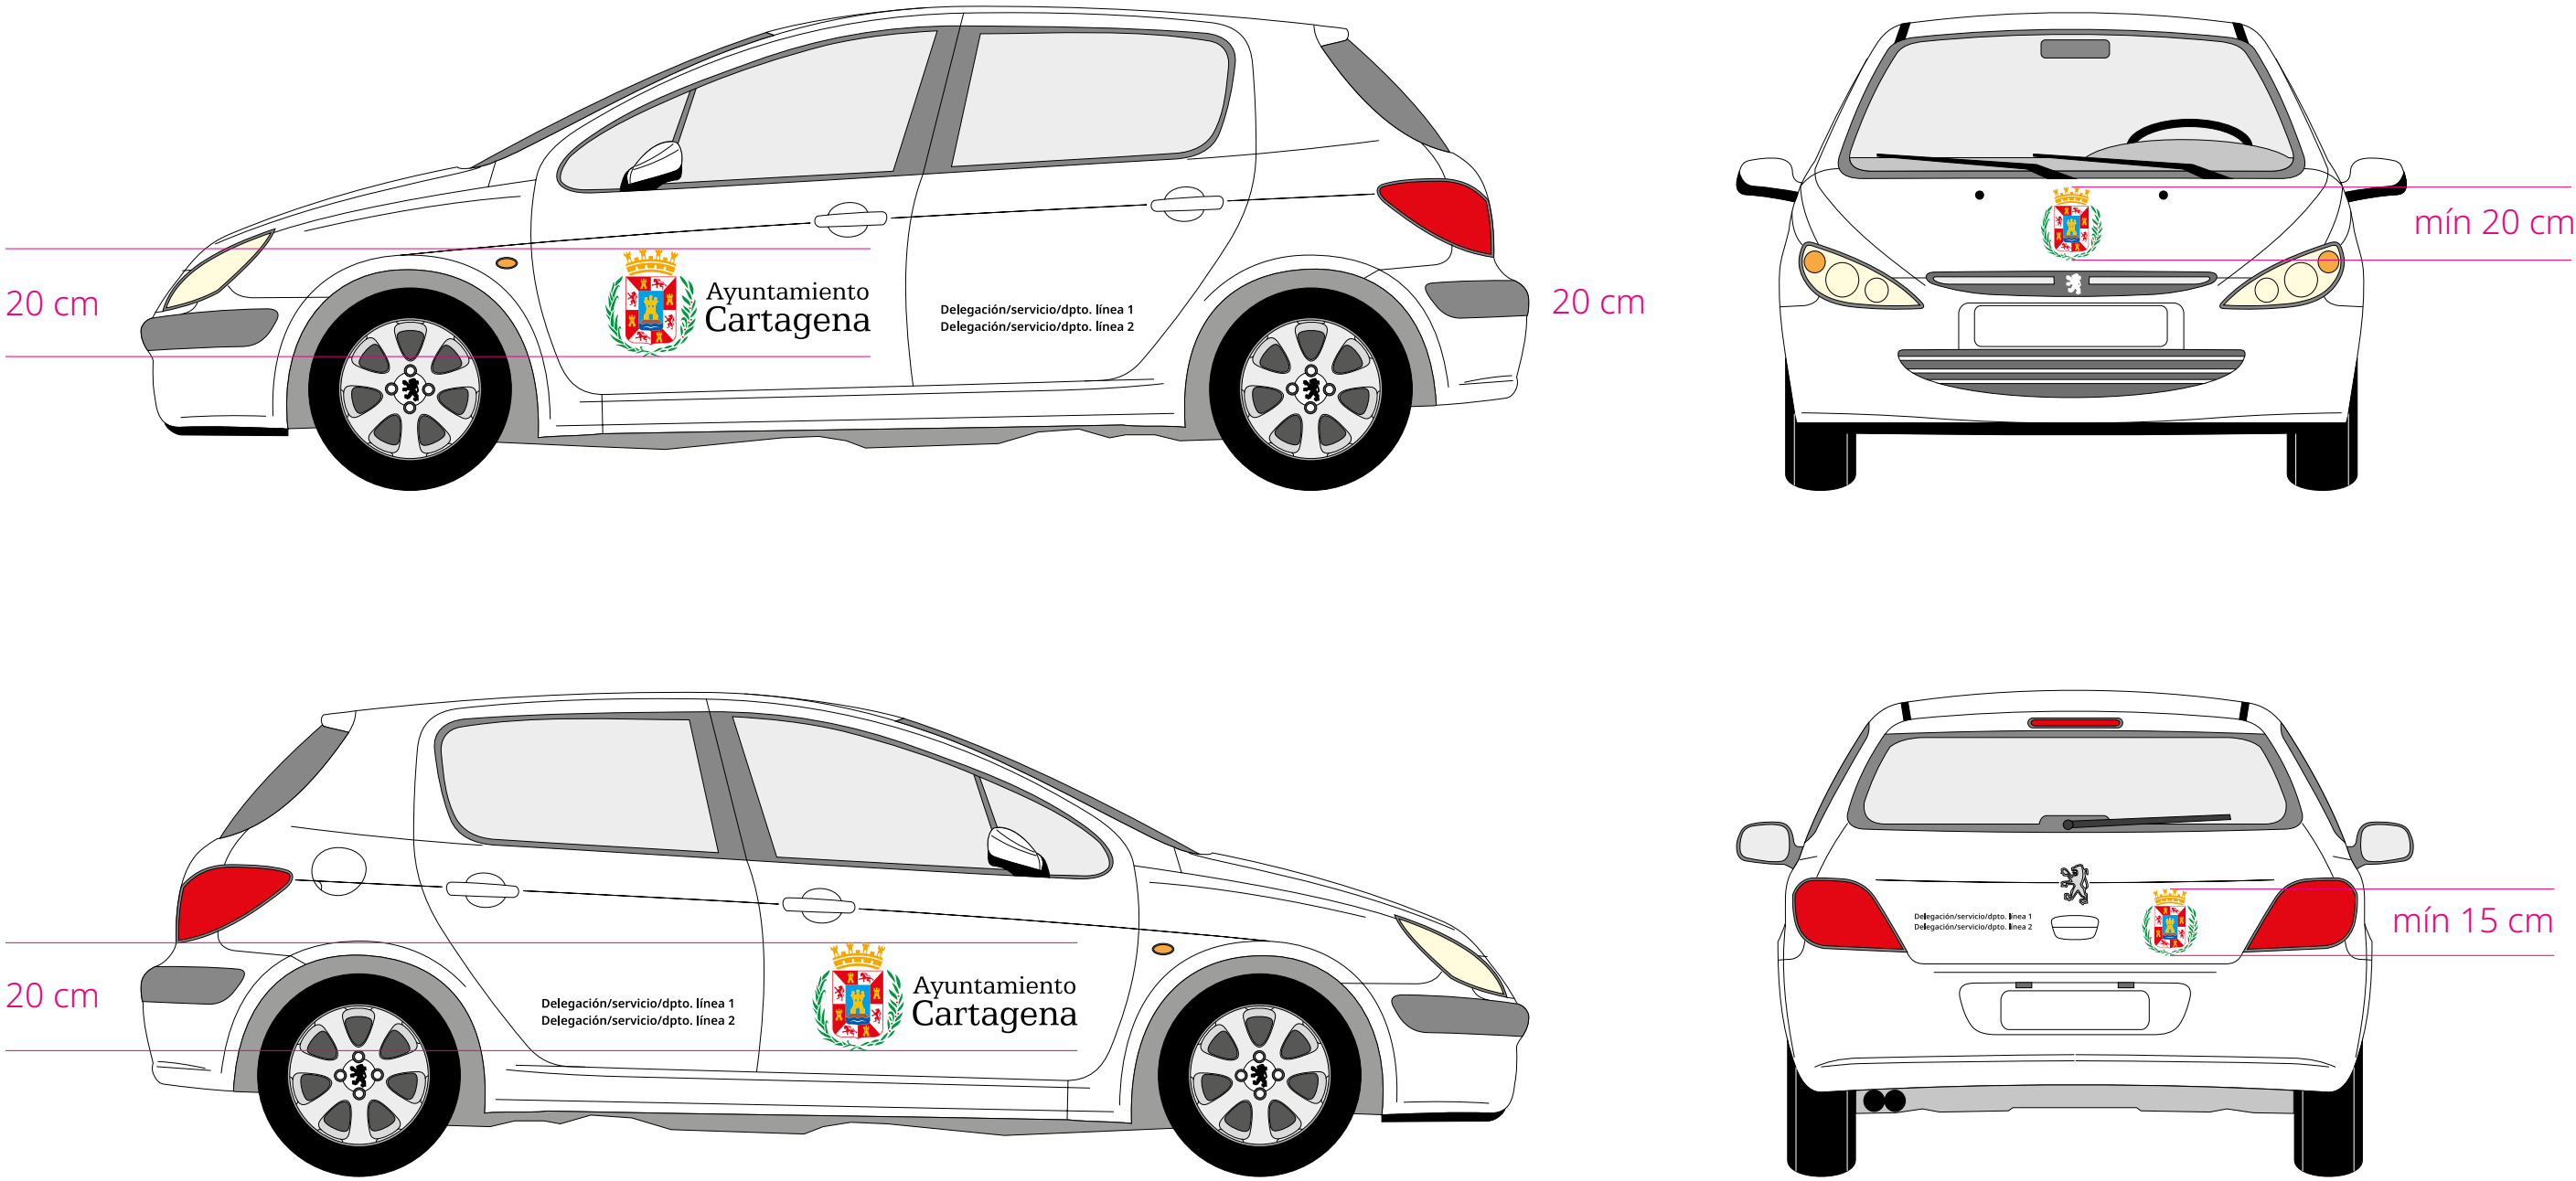 20 cm
Ayuntamiento
Cartagena
Delegación/servicio/dpto. línea 1
Delegación/servicio/dpto. línea 2
20 cm
mín 20 cm
20 cm
Delegación/servicio/dpto. línea 1
Delegación/servicio/dpto. línea 2
Ayuntamiento
Cartagena
Delegación/servicio/dpto. línea 1
Delegación/servicio/dpto. línea 2
mín 15 cm